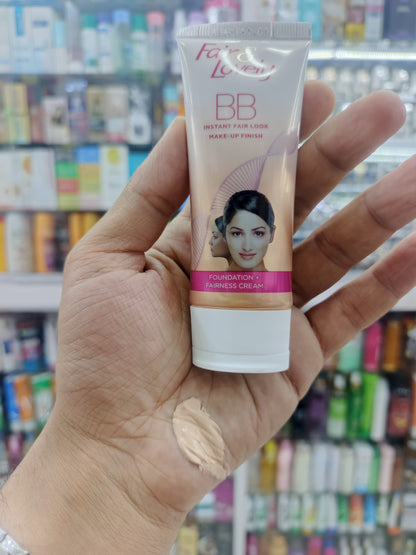 Fair &
Lovely
BB
INSTANT FAIR LOOK
MAKE-UP FINISH
FOUNDATION +
FAIRNESS CREAM